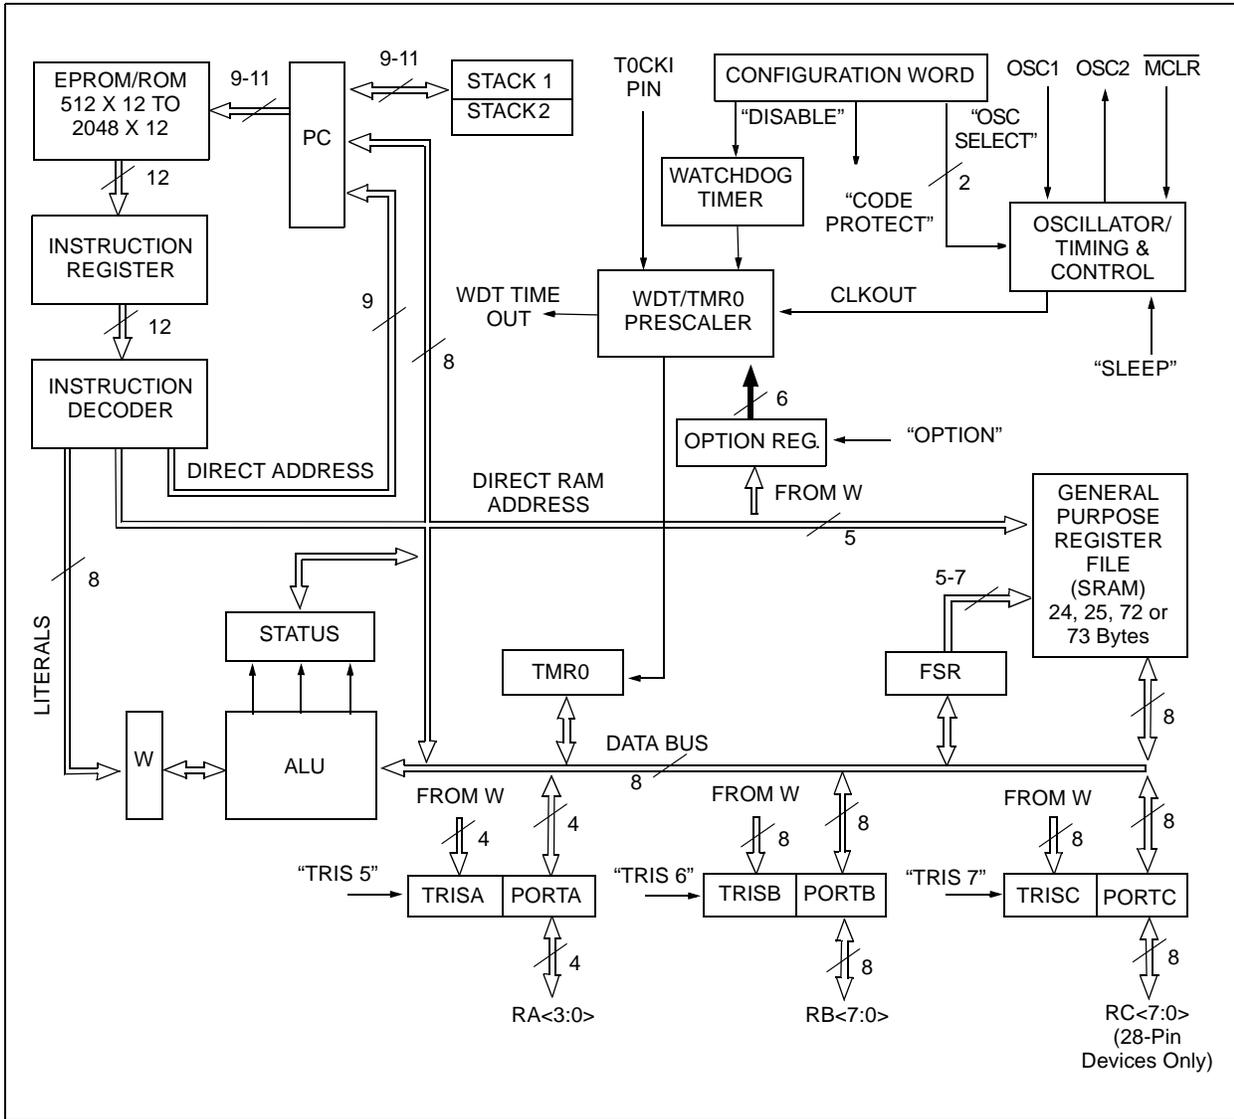 EPROM/ROM
512 X 12 TO
2048 X 12
9-11
PC
9-11
STACK 1
STACK 2
T0CKI
PIN
CONFIGURATION WORD
OSC1
OSC2
MCLR
“DISABLE”
“OSC
SELECT”
12
WATCHDOG
TIMER
2
“CODE
PROTECT”
INSTRUCTION
REGISTER
OSCILLATOR/
TIMING &
CONTROL
9
WDT TIME
OUT
WDT/TMR0
PRESCALER
CLKOUT
12
8
“SLEEP”
INSTRUCTION
DECODER
6
OPTION REG.
“OPTION”
DIRECT ADDRESS
DIRECT RAM
ADDRESS
FROM W
GENERAL
PURPOSE
REGISTER
FILE
(SRAM)
24, 25, 72 or
73 Bytes
5
8
5-7
LITERALS
STATUS
TMR0
FSR
8
W
ALU
DATA BUS
8
FROM W
4
4
FROM W
8
8
FROM W
8
8
“TRIS 5”
TRISA
PORTA
“TRIS 6”
TRISB
PORTB
“TRIS 7”
TRISC
PORTC
4
8
8
RA<3:0>
RB<7:0>
RC<7:0>
(28-Pin
Devices Only)